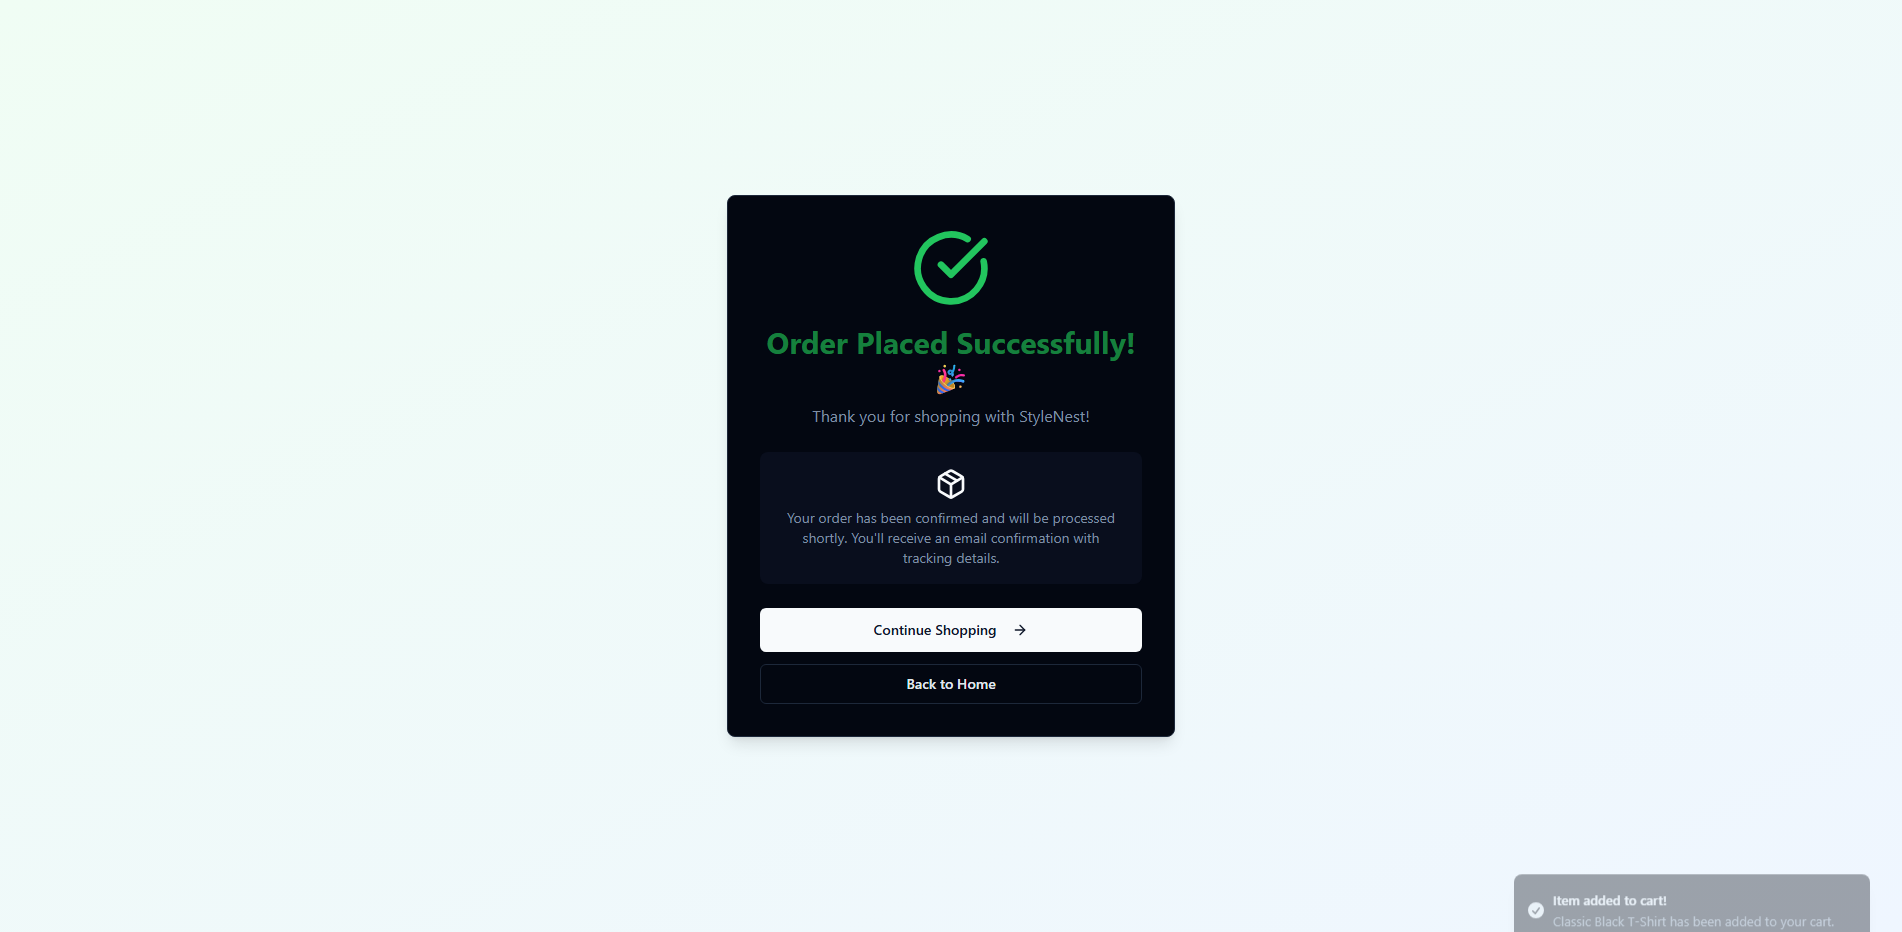 Order Placed Successfully!
🎉
Thank you for shopping with StyleNest!
Your order has been confirmed and will be processed
shortly. You'll receive an email confirmation with
tracking details.
Continue Shopping →
Back to Home
Item added to cart!
Classic Black T-Shirt has been added to your cart.